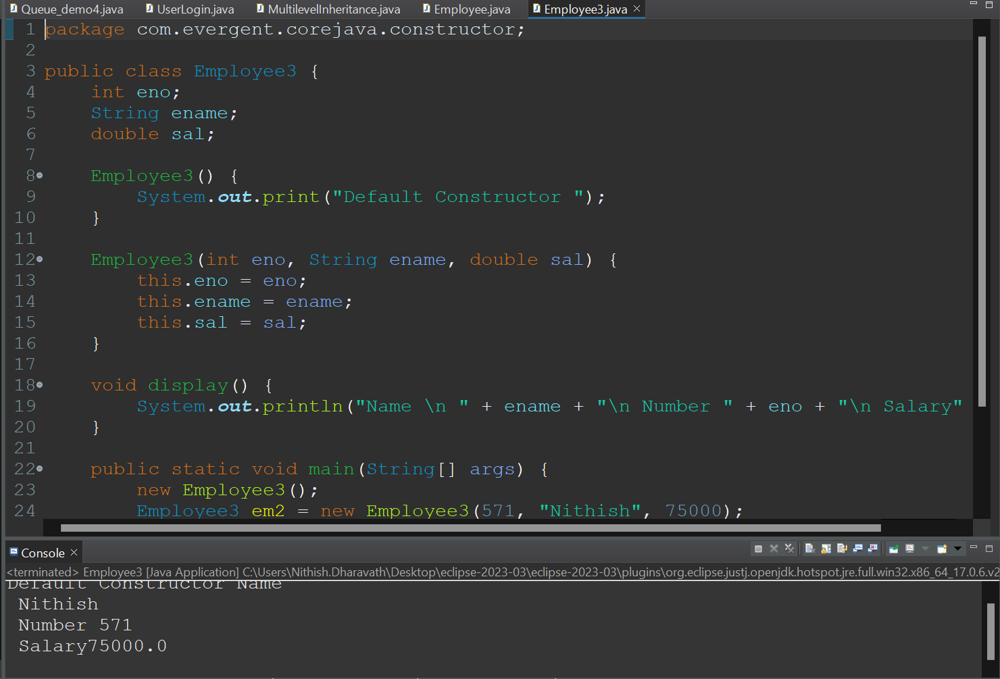 Queue_demo4.java UserLogin.java MultilevelInheritance.java Employee.java Employee3.java
1 package com.evergent.corejava.constructor;
2
3 public class Employee3 {
4 int eno;
5 String ename;
6 double sal;
7
8 Employee3() {
9 System.out.print("Default Constructor ");
10 }
11
12 Employee3(int eno, String ename, double sal) {
13 this.eno = eno;
14 this.ename = ename;
15 this.sal = sal;
16 }
17
18 void display() {
19 System.out.println("Name \n " + ename + "\n Number " + eno + "\n Salary"
20 }
21
22 public static void main(String[] args) {
23 new Employee3();
24 Employee3 em2 = new Employee3(571, "Nithish", 75000);
Console
<terminated> Employee3 [Java Application] C:\Users\Nithish.Dharavath\Desktop\eclipse-2023-03\eclipse-2023-03\plugins\org.eclipse.justj.openjdk.hotspot.jre.full.win32.x86_64_17.0.6.v2
Default Constructor Name
Nithish
Number 571
Salary75000.0